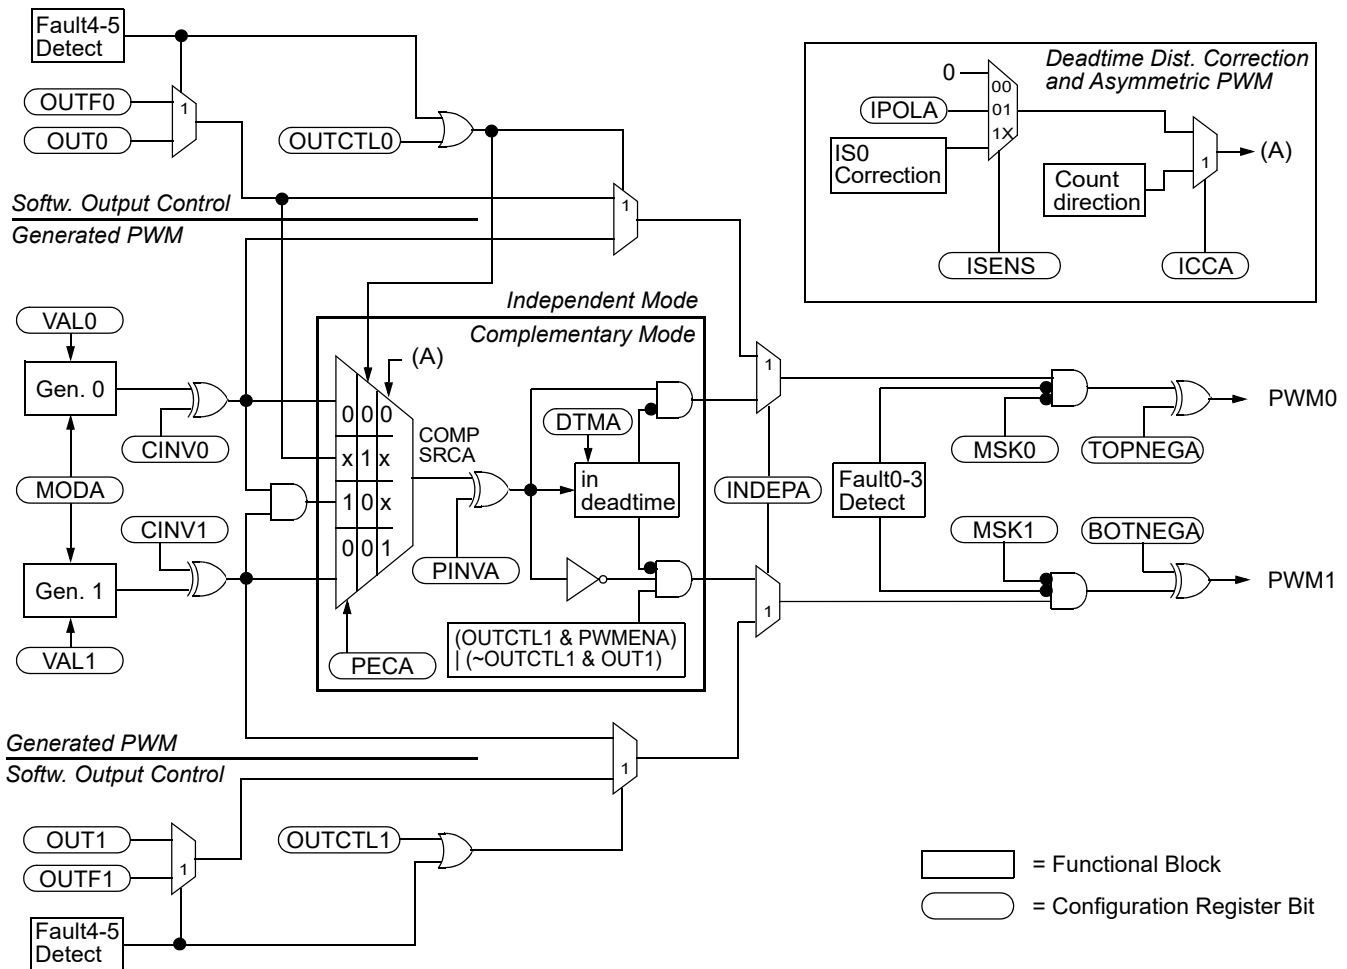 Fault4-5
Detect
OUTF0
OUT0
1
OUTCTL0
Softw. Output Control
Generated PWM
1
Deadtime Dist. Correction
and Asymmetric PWM
0
IPOLA
IS0
Correction
00
01
1X
Count
direction
1
(A)
ISENS
ICCA
Independent Mode
Complementary Mode
VAL0
Gen. 0
CINV0
MODA
CINV1
Gen. 1
VAL1
(A)
0 0 0
x 1 x
1 0 x
0 0 1
COMP
SRCA
PECA
PINVA
DTMA
in
deadtime
(OUTCTL1 & PWMENA)
| (~OUTCTL1 & OUT1)
1
INDEPA
1
Fault0-3
Detect
MSK0
TOPNEGA
PWM0
MSK1
BOTNEGA
PWM1
Generated PWM
Softw. Output Control
1
OUT1
OUTF1
1
OUTCTL1
Fault4-5
Detect
= Functional Block
= Configuration Register Bit